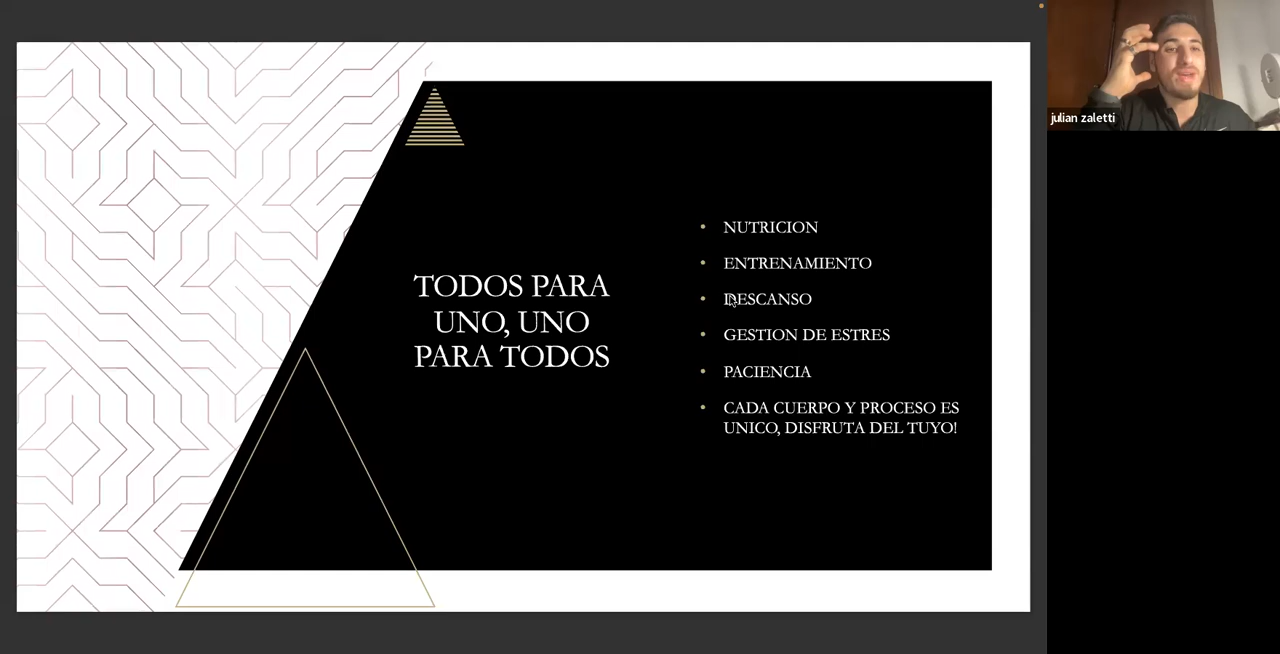 TODOS PARA
UNO, UNO
PARA TODOS
NUTRICION
ENTRENAMIENTO
DESCANSO
GESTION DE ESTRES
PACIENCIA
CADA CUERPO Y PROCESO ES
UNICO, DISFRUTA DEL TUYO!
julian zaletti